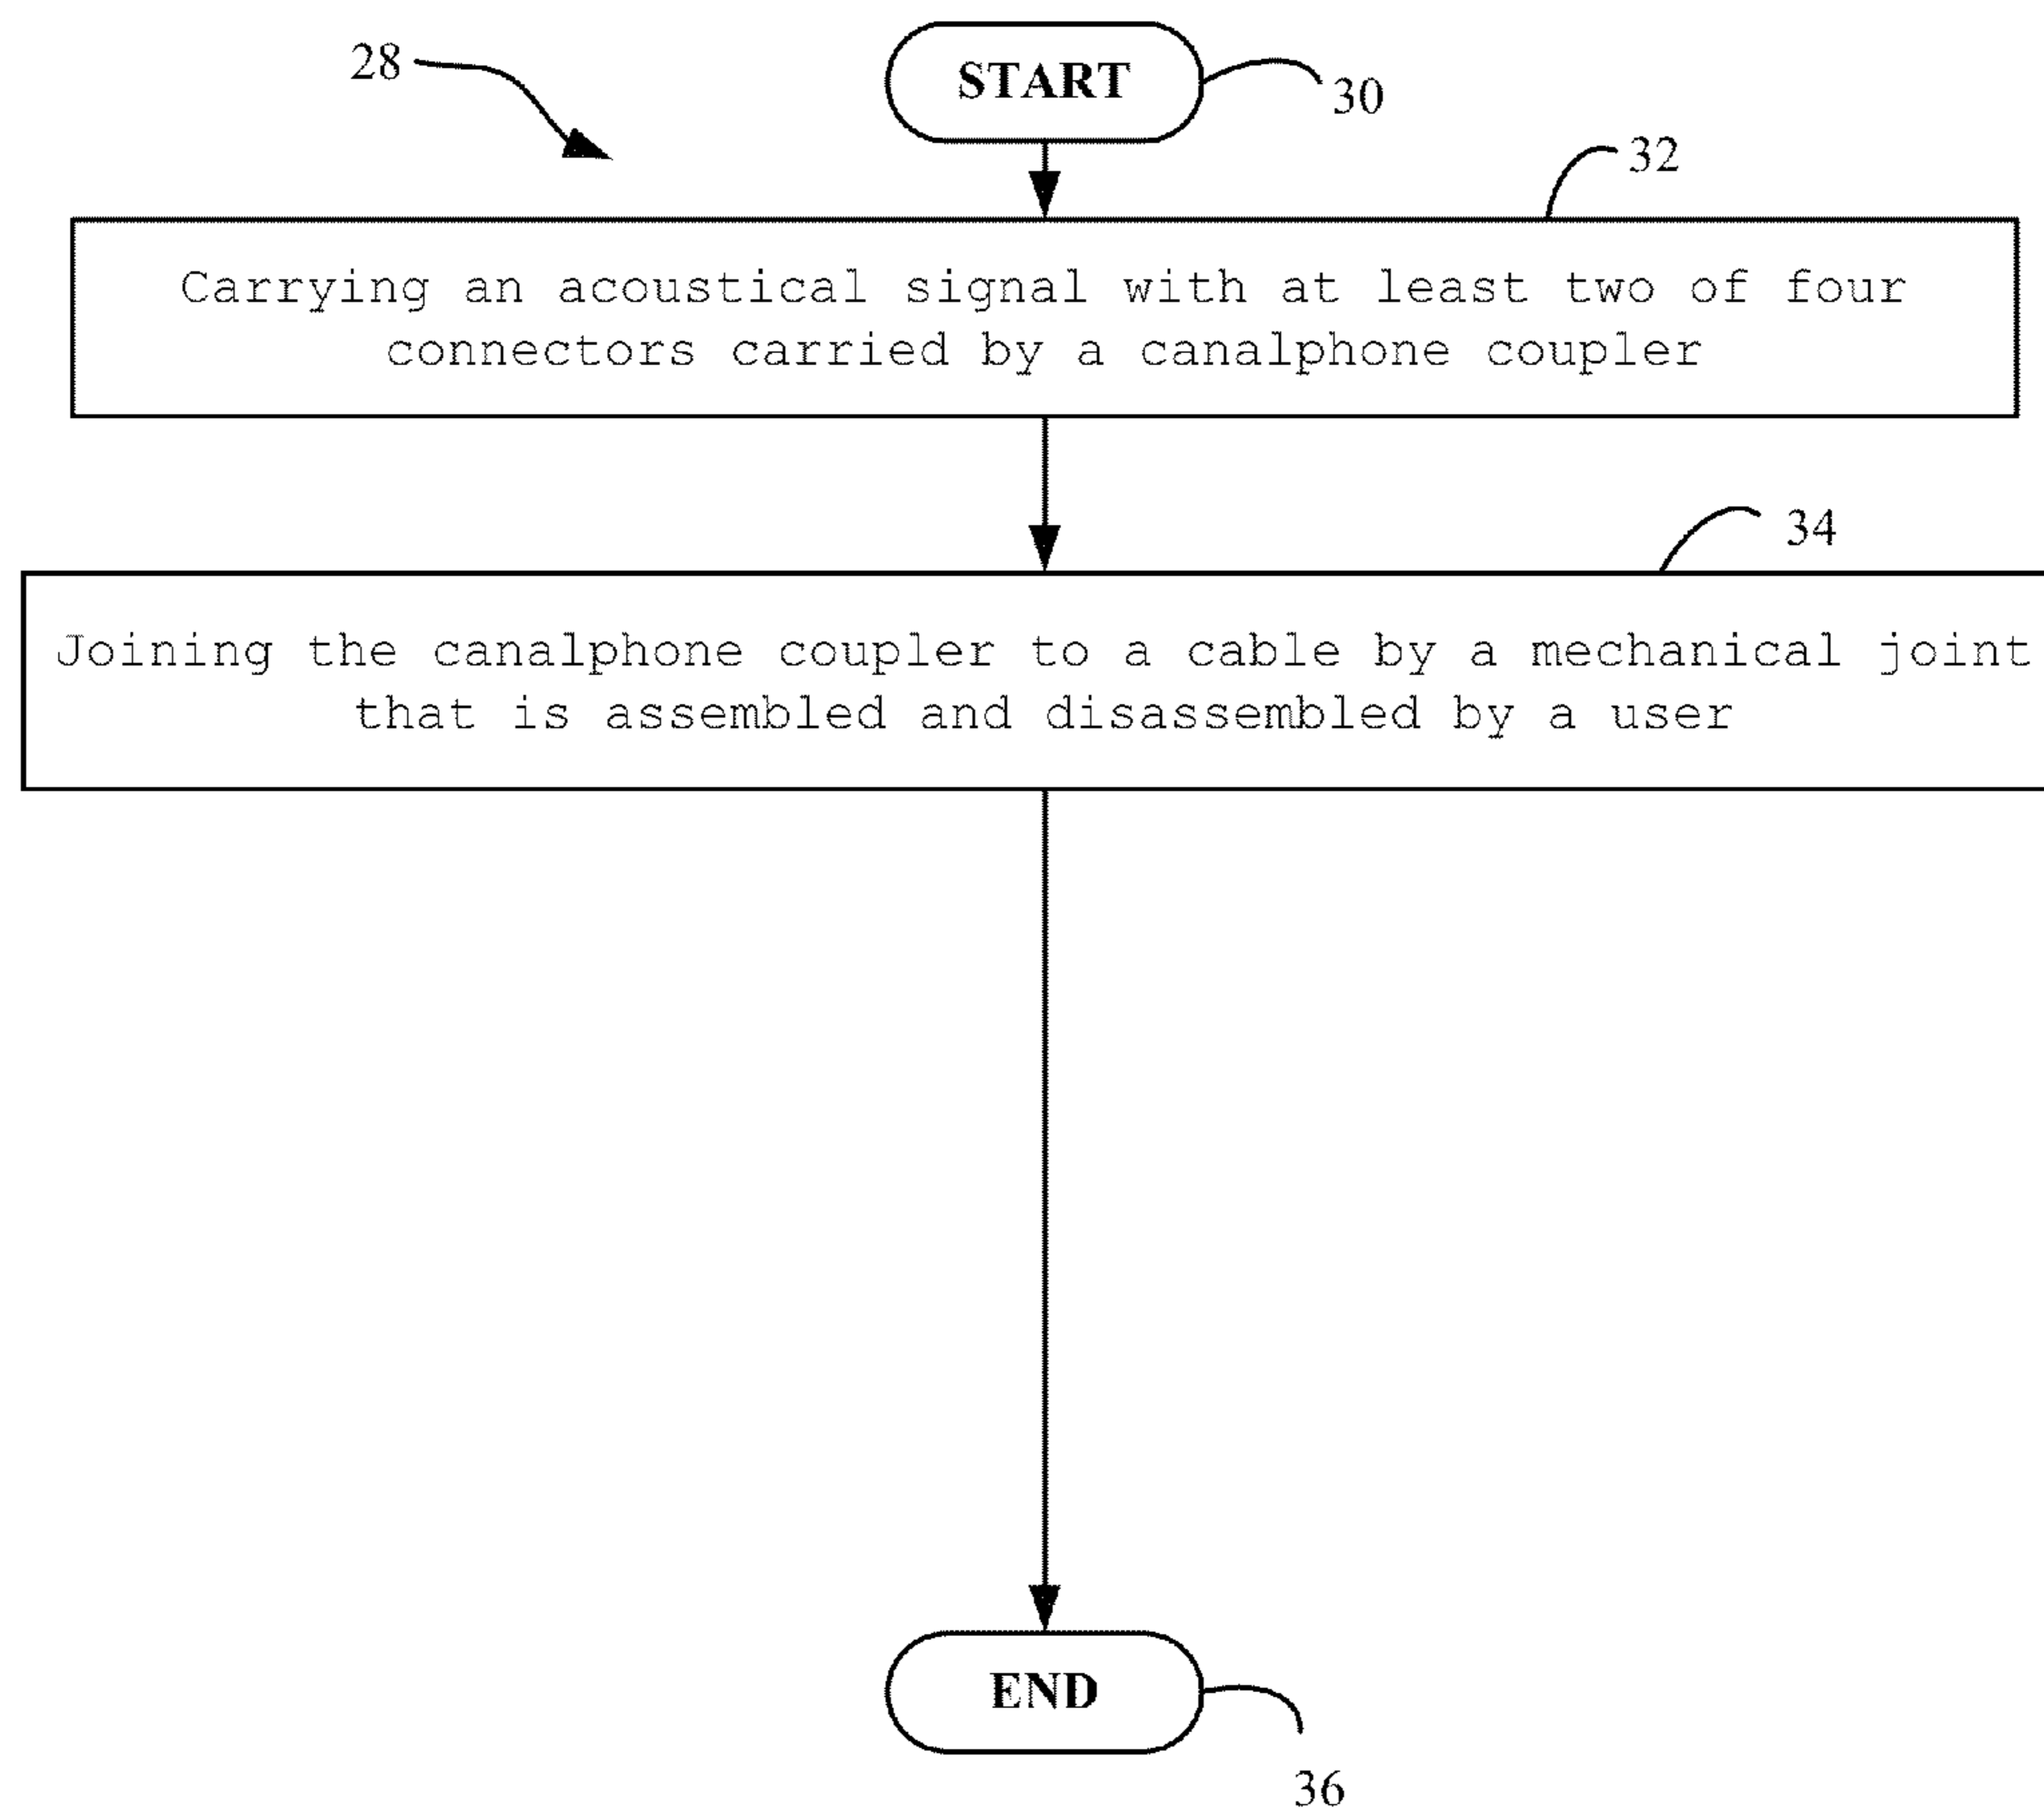 28
START
30
32
Carrying an acoustical signal with at least two of four
connectors carried by a canalphone coupler
34
Joining the canalphone coupler to a cable by a mechanical joint
that is assembled and disassembled by a user
END
36